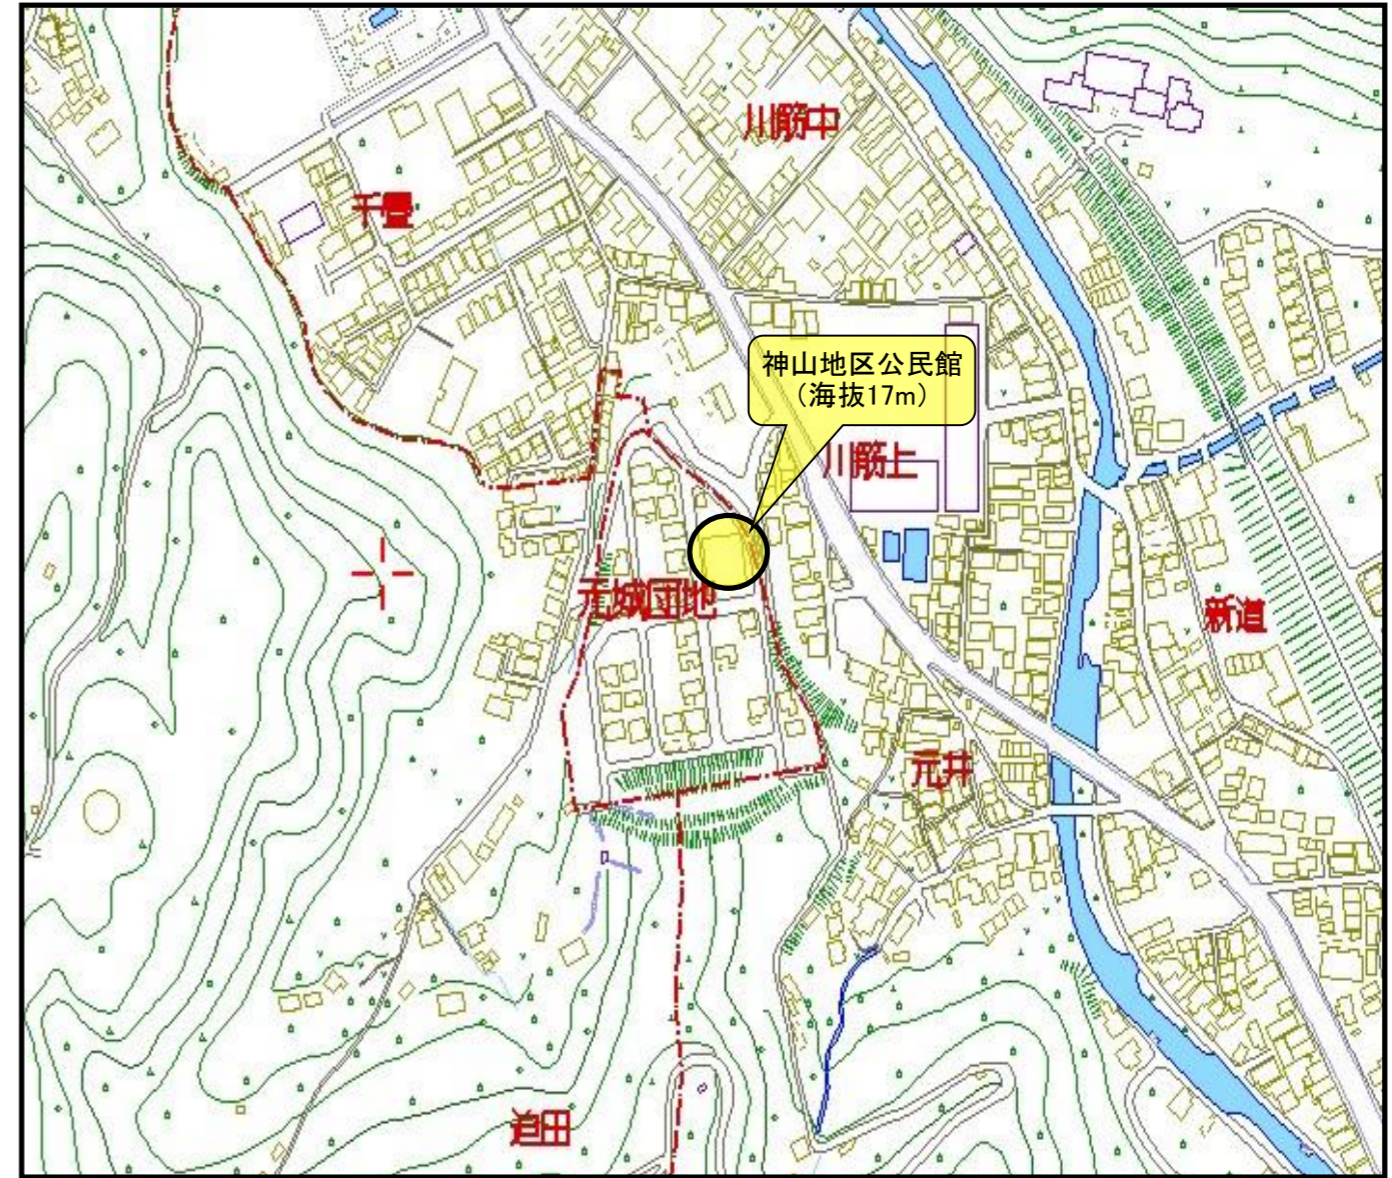 川筋中
千畳
神山地区公民館
（海抜17m）
川筋上
元城団地
新道
元井
迫田